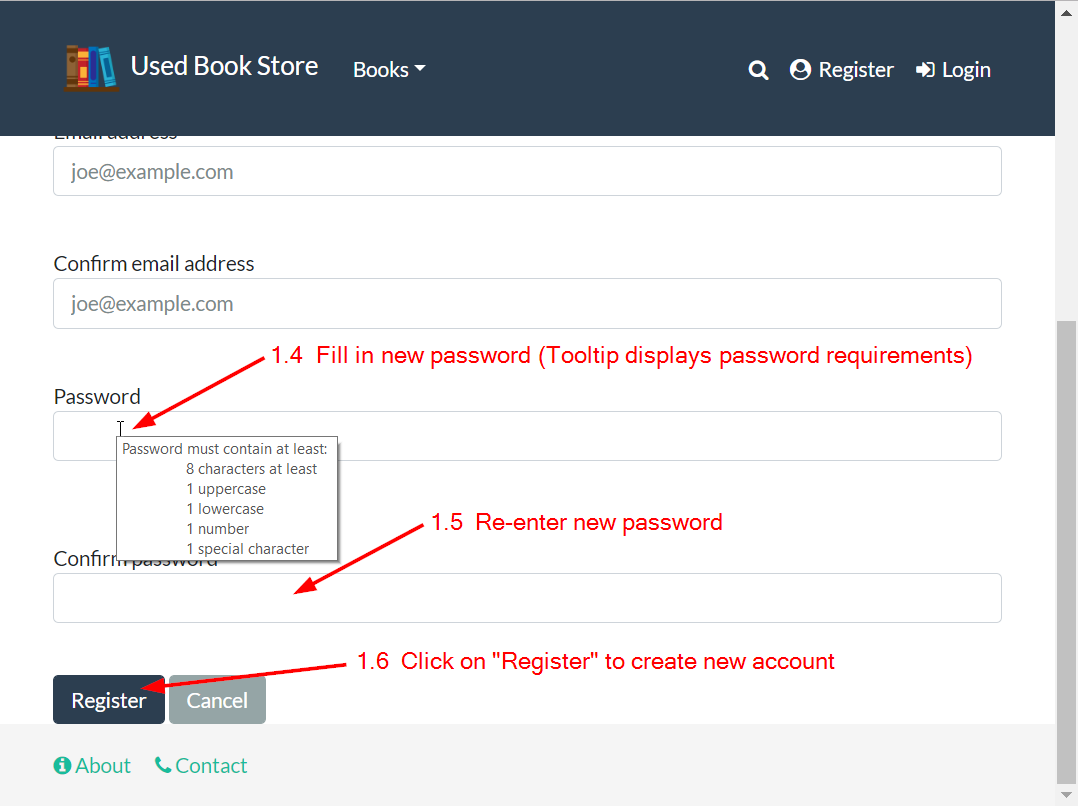 Used Book Store
Books
Register
Login
Email address
joe@example.com
Confirm email address
joe@example.com
1.4 Fill in new password (Tooltip displays password requirements)
Password
Password must contain at least:
8 characters at least
1 uppercase
1 lowercase
1 number
1 special character
1.5 Re-enter new password
Confirm password
1.6 Click on "Register" to create new account
Register
Cancel
About
Contact